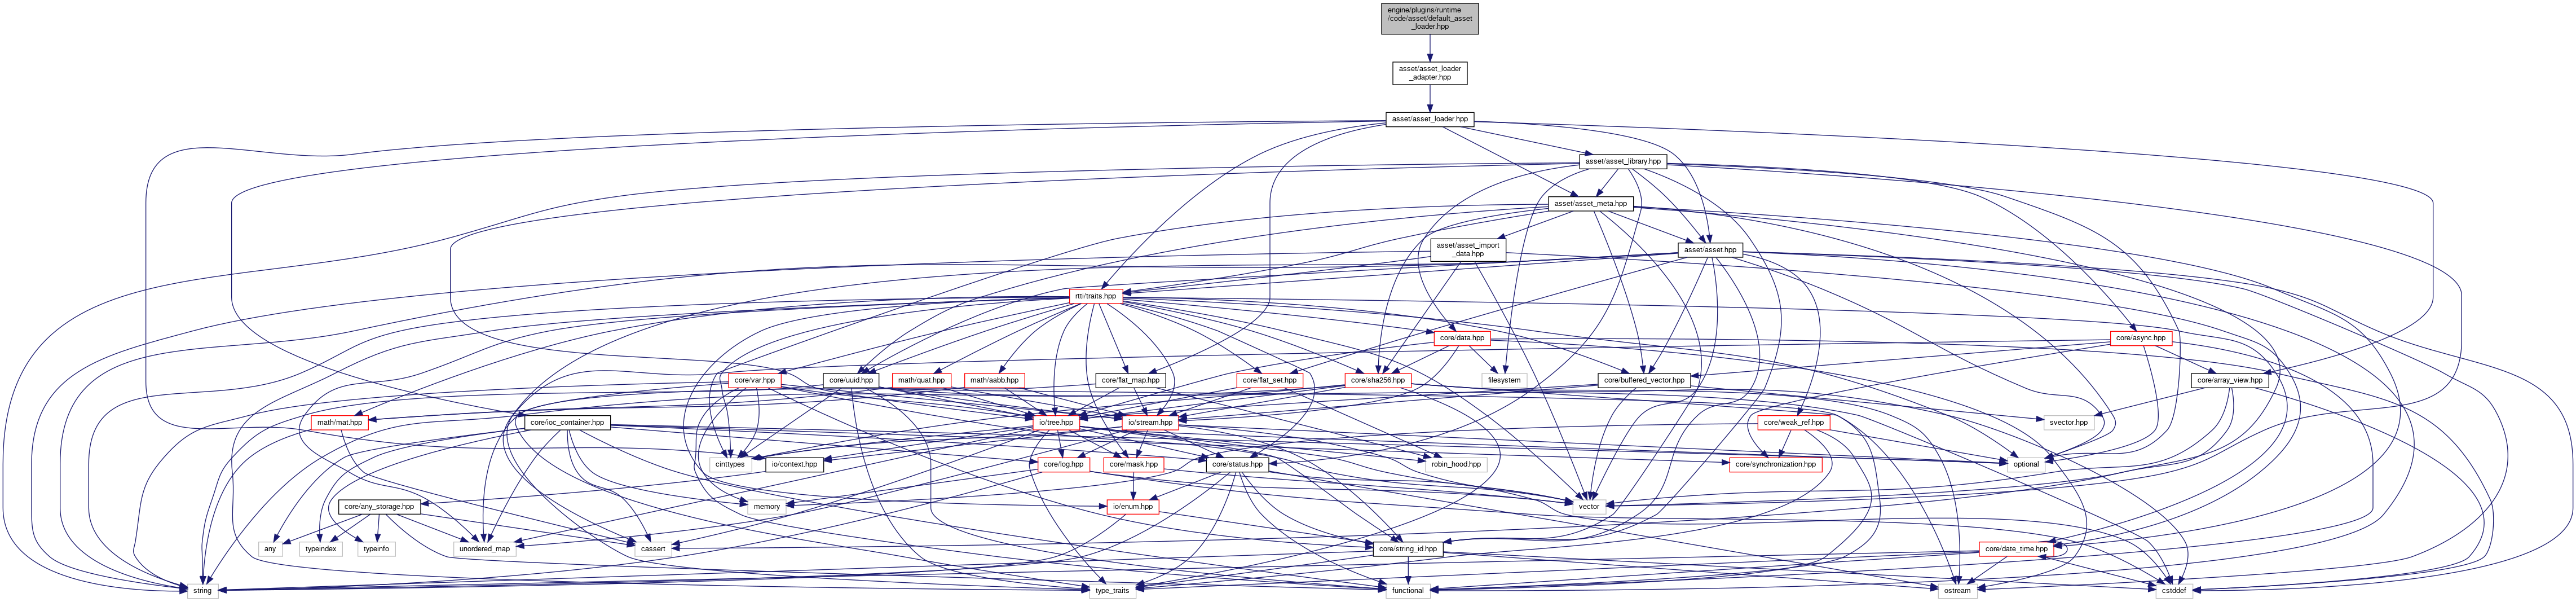 engine/plugins/runtime
/code/asset/default_asset
_loader.hpp
asset/asset_loader
_adapter.hpp
asset/asset_loader.hpp
asset/asset_library.hpp
asset/asset_meta.hpp
asset/asset_import
_data.hpp
asset/asset.hpp
rtti/traits.hpp
core/data.hpp
core/async.hpp
core/var.hpp
core/uuid.hpp
math/quat.hpp
math/aabb.hpp
core/flat_map.hpp
core/flat_set.hpp
core/sha256.hpp
filesystem
core/buffered_vector.hpp
core/array_view.hpp
math/mat.hpp
core/ioc_container.hpp
io/tree.hpp
io/stream.hpp
core/weak_ref.hpp
svector.hpp
cinttypes
io/context.hpp
core/log.hpp
core/mask.hpp
core/status.hpp
robin_hood.hpp
core/synchronization.hpp
optional
core/any_storage.hpp
memory
io/enum.hpp
vector
any
typeindex
typeinfo
unordered_map
cassert
core/string_id.hpp
core/date_time.hpp
string
type_traits
functional
ostream
cstddef